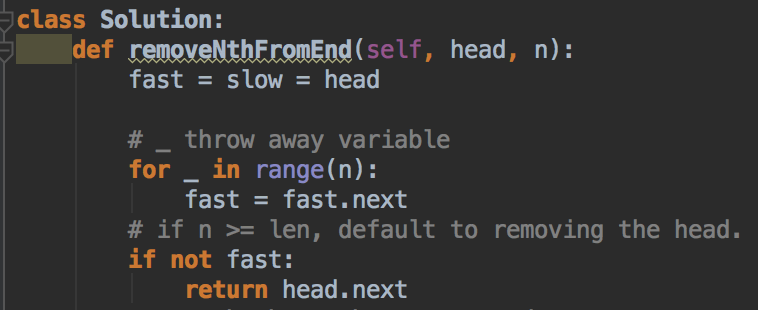 class Solution:
def removeNthFromEnd(self, head, n):
fast = slow = head
# _ throw away variable
for _ in range(n):
fast = fast.next
# if n >= len, default to removing the head.
if not fast:
return head.next